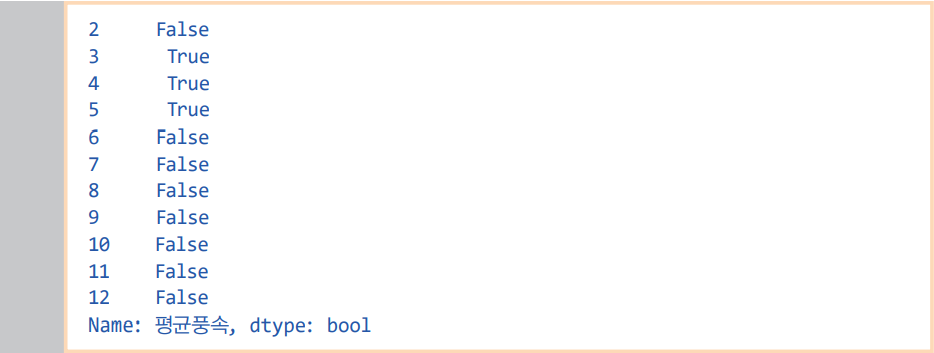 2     False
3      True
4      True
5      True
6     False
7     False
8     False
9     False
10    False
11    False
12    False
Name: 평균풍속, dtype: bool